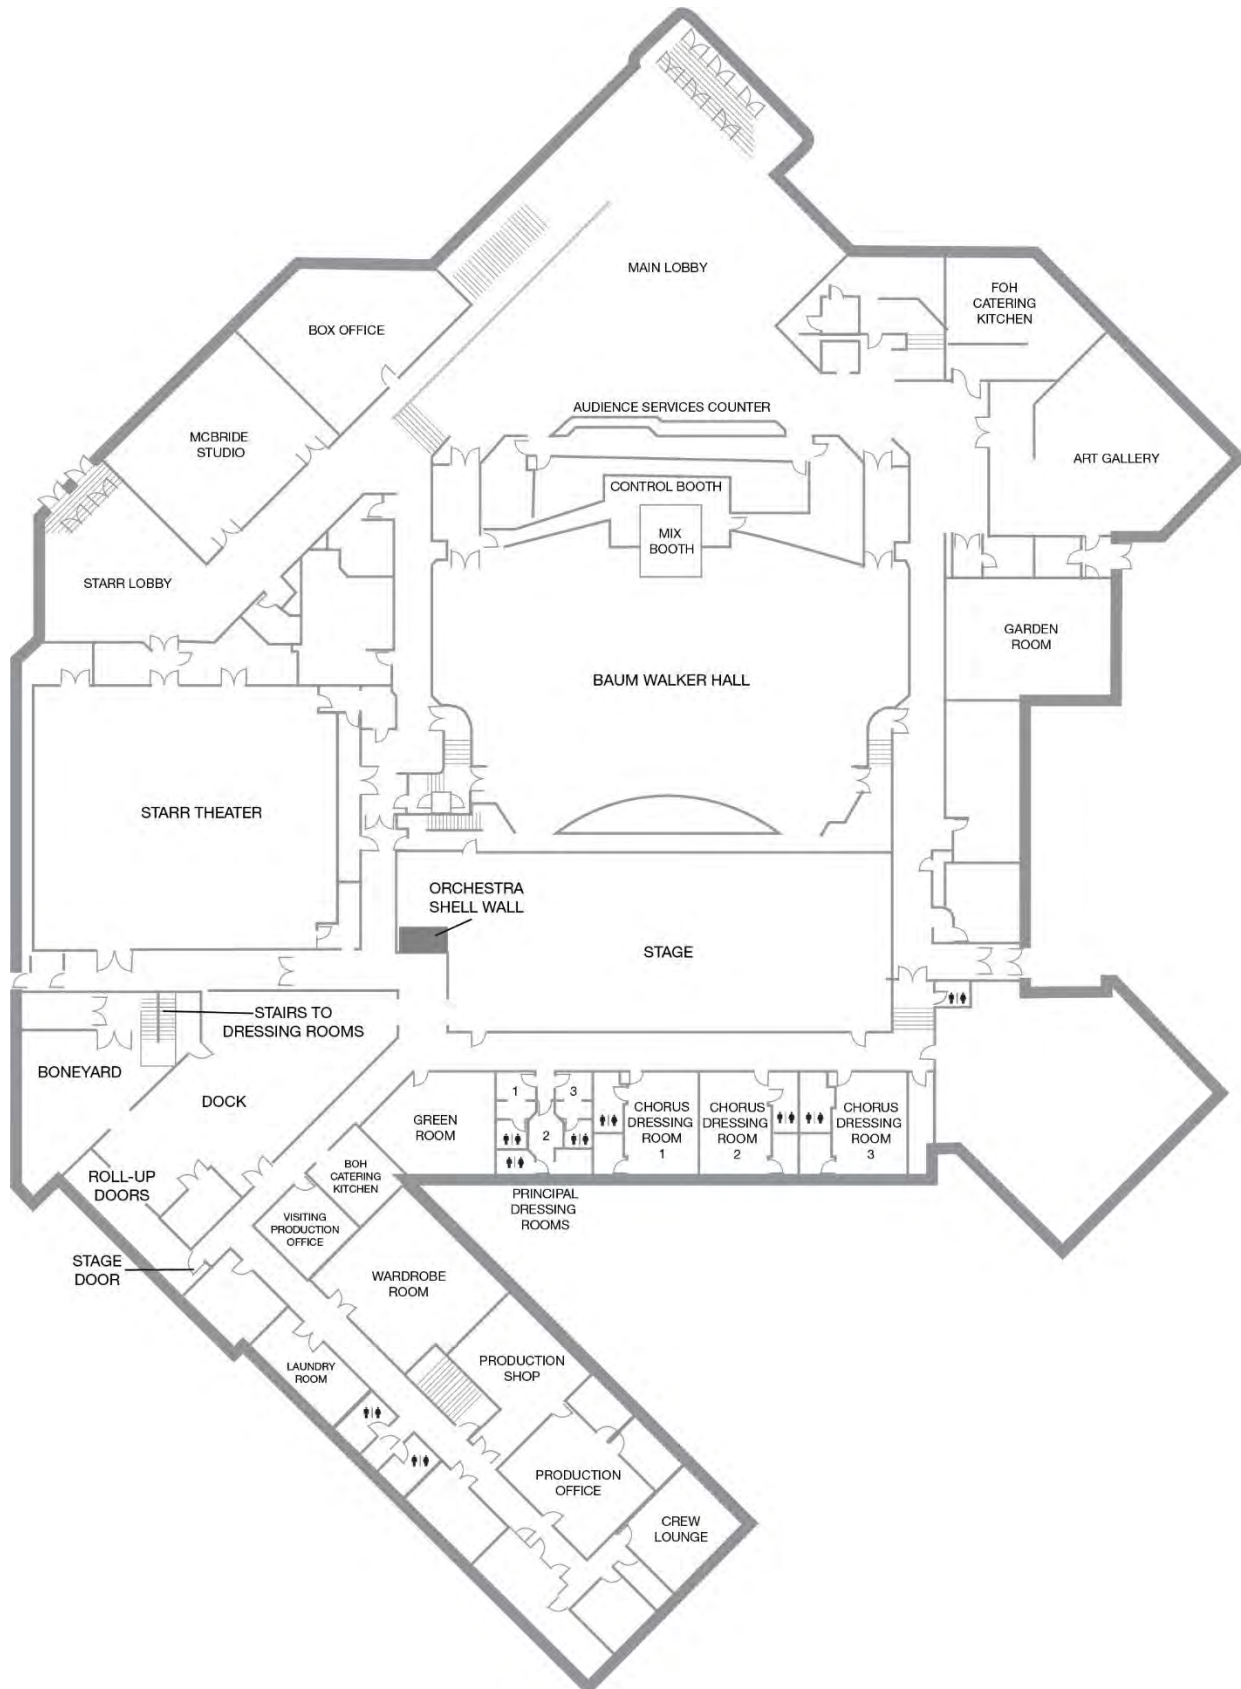 MAIN LOBBY
FOH
CATERING
KITCHEN
BOX OFFICE
AUDIENCE SERVICES COUNTER
MCBRIDE
STUDIO
ART GALLERY
CONTROL BOOTH
MIX
BOOTH
STARR LOBBY
GARDEN
ROOM
BAUM WALKER HALL
STARR THEATER
ORCHESTRA
SHELL WALL
STAGE
STAIRS TO
DRESSING ROOMS
BONEYARD
DOCK
1
3
2
GREEN
ROOM
CHORUS
DRESSING
ROOM
1
CHORUS
DRESSING
ROOM
2
CHORUS
DRESSING
ROOM
3
ROLL-UP
DOORS
BOH
CATERING
KITCHEN
PRINCIPAL
DRESSING
ROOMS
VISITING
PRODUCTION
OFFICE
STAGE
DOOR
WARDROBE
ROOM
LAUNDRY
ROOM
PRODUCTION
SHOP
PRODUCTION
OFFICE
CREW
LOUNGE